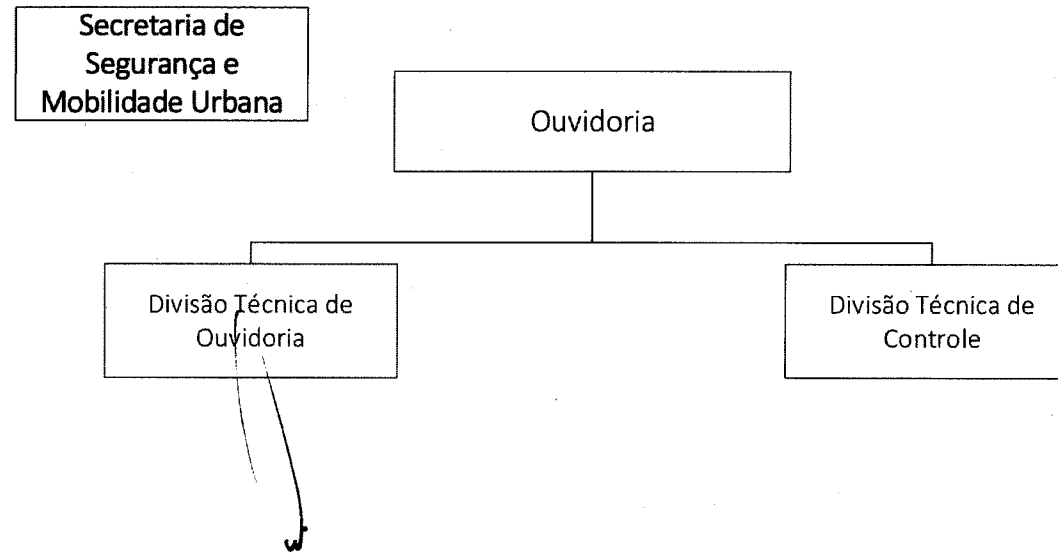 Secretaria de
Segurança e
Mobilidade Urbana
Ouvidoria
Divisão Técnica de
Ouvidoria
Divisão Técnica de
Controle